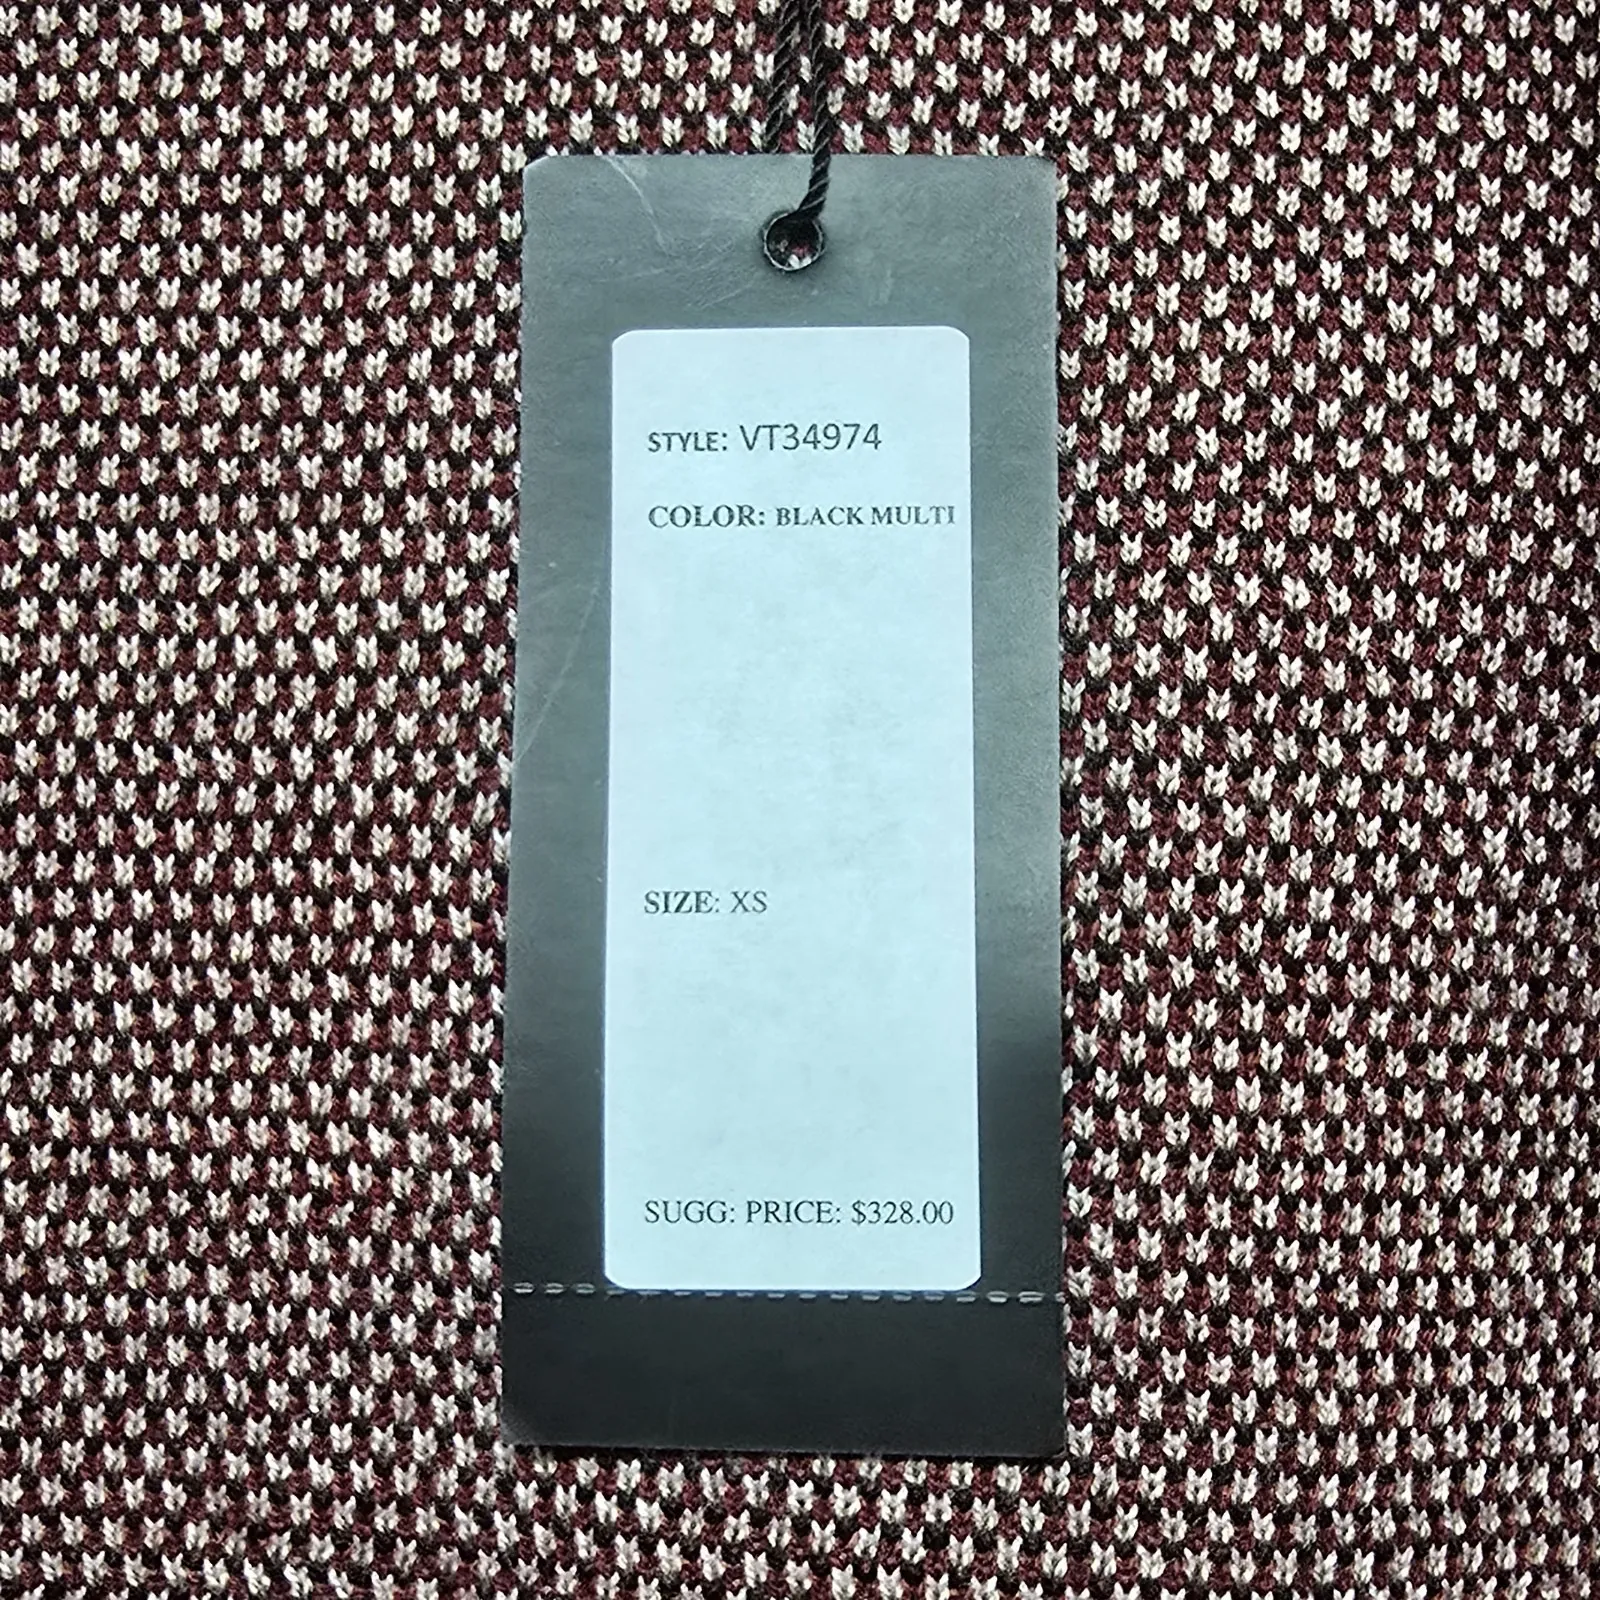 STYLE: VT34974
COLOR: BLACK MULTI
SIZE: XS
SUGG: PRICE: $328.00